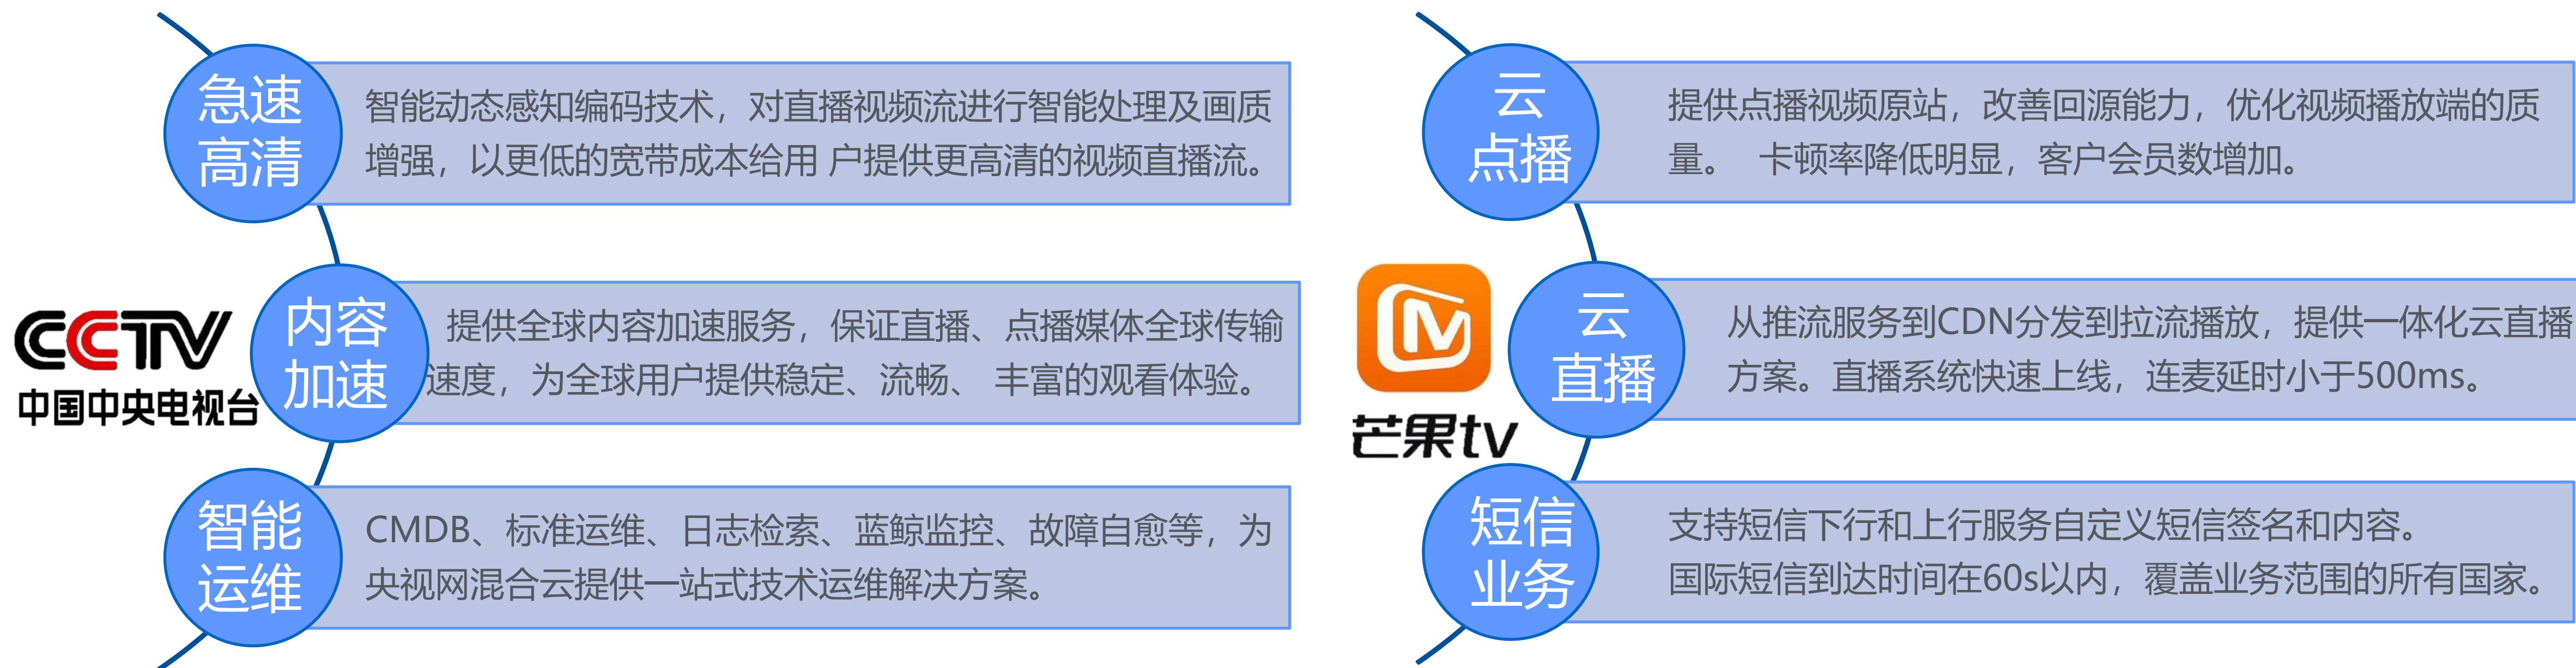 急速
高清
智能动态感知编码技术，对直播视频流进行智能处理及画质
增强，以更低的宽带成本给用 户提供更高清的视频直播流。
CCTV
中国中央电视台
内容
加速
提供全球内容加速服务，保证直播、点播媒体全球传输
速度，为全球用户提供稳定、流畅、 丰富的观看体验。
智能
运维
CMDB、标准运维、日志检索、蓝鲸监控、故障自愈等，为
央视网混合云提供一站式技术运维解决方案。
云
点播
提供点播视频原站，改善回源能力，优化视频播放端的质
量。 卡顿率降低明显，客户会员数增加。
芒果tv
云
直播
从推流服务到CDN分发到拉流播放，提供一体化云直播
方案。直播系统快速上线，连麦延时小于500ms。
短信
业务
支持短信下行和上行服务自定义短信签名和内容。
国际短信到达时间在60s以内，覆盖业务范围的所有国家。